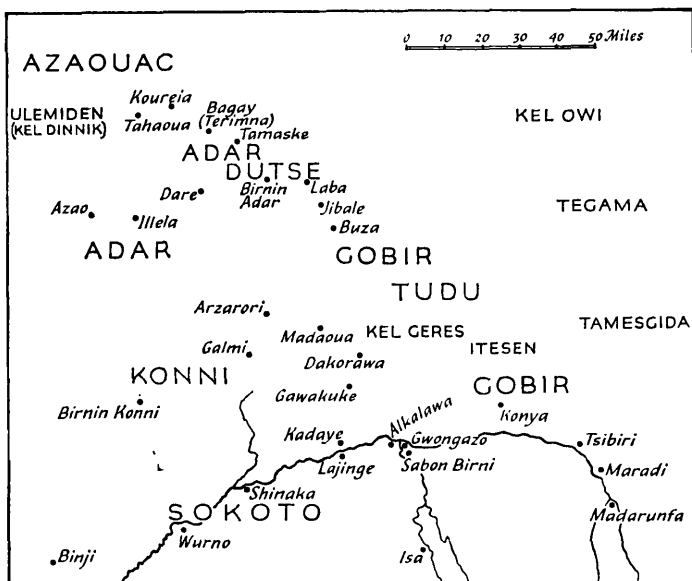 0 10 20 30 40 50 Miles
AZAOUAC
Koureia
ULEMIDEN
(KEL DINNIK)
Tahaoua
Bagay
(Terimna)
Tamaske
KEL OWI
ADAR
DUTSE
Dare
Birnin
Adar
Laba
Jibale
Azao
Illela
TEGAMA
Buza
ADAR
GOBIR
TUDU
Arzarori
Madaoua
KEL GERES
TAMESGIDA
Galmi
Dakorawa
ITESEN
KONNI
Gawakuke
GOBIR
Birnin Konni
Konya
Alkalawa
Kadaye
Gwongazo
Tsibiri
Lajinge
Sabon Birni
Maradi
Shinaka
SOKOTO
Madarunfa
Wurno
Binji
Isa